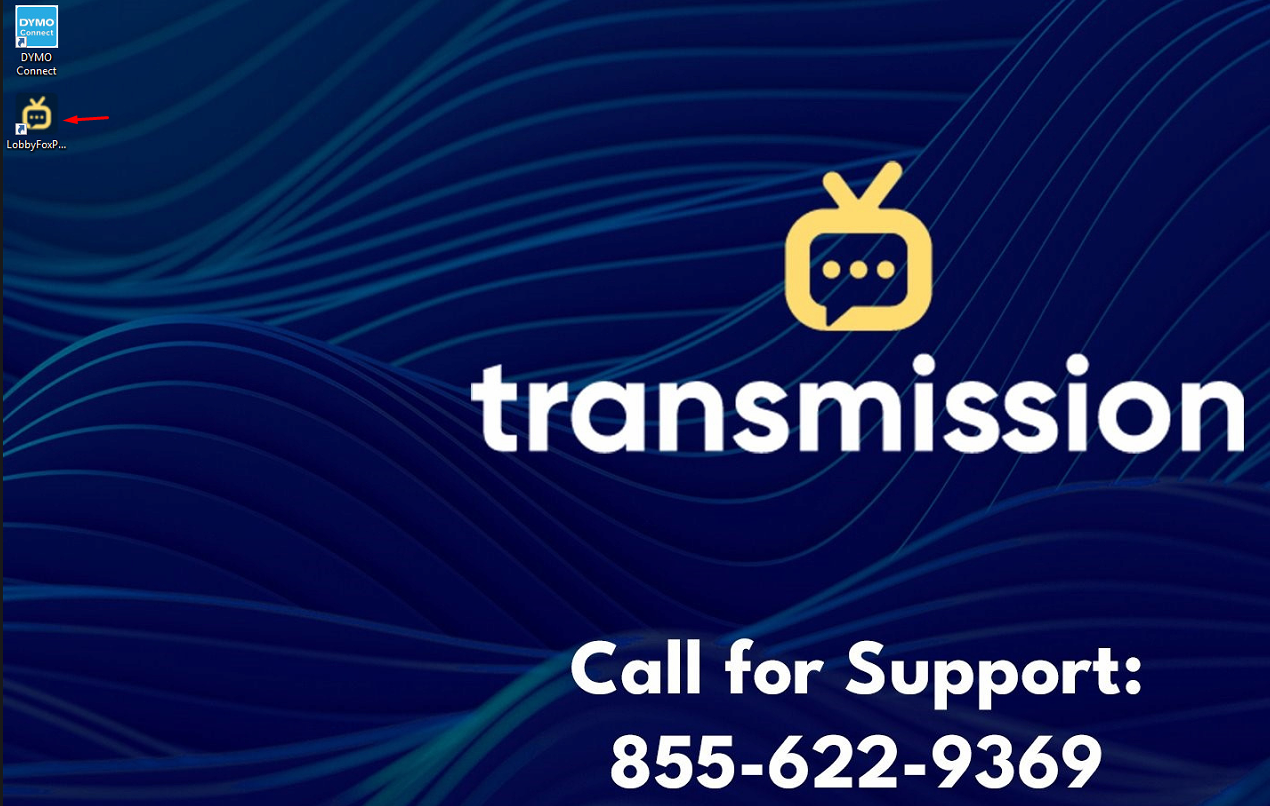 DYMO
Connect
DYMO
Connect
LobbyFoxP...
transmission
Call for Support:
855-622-9369